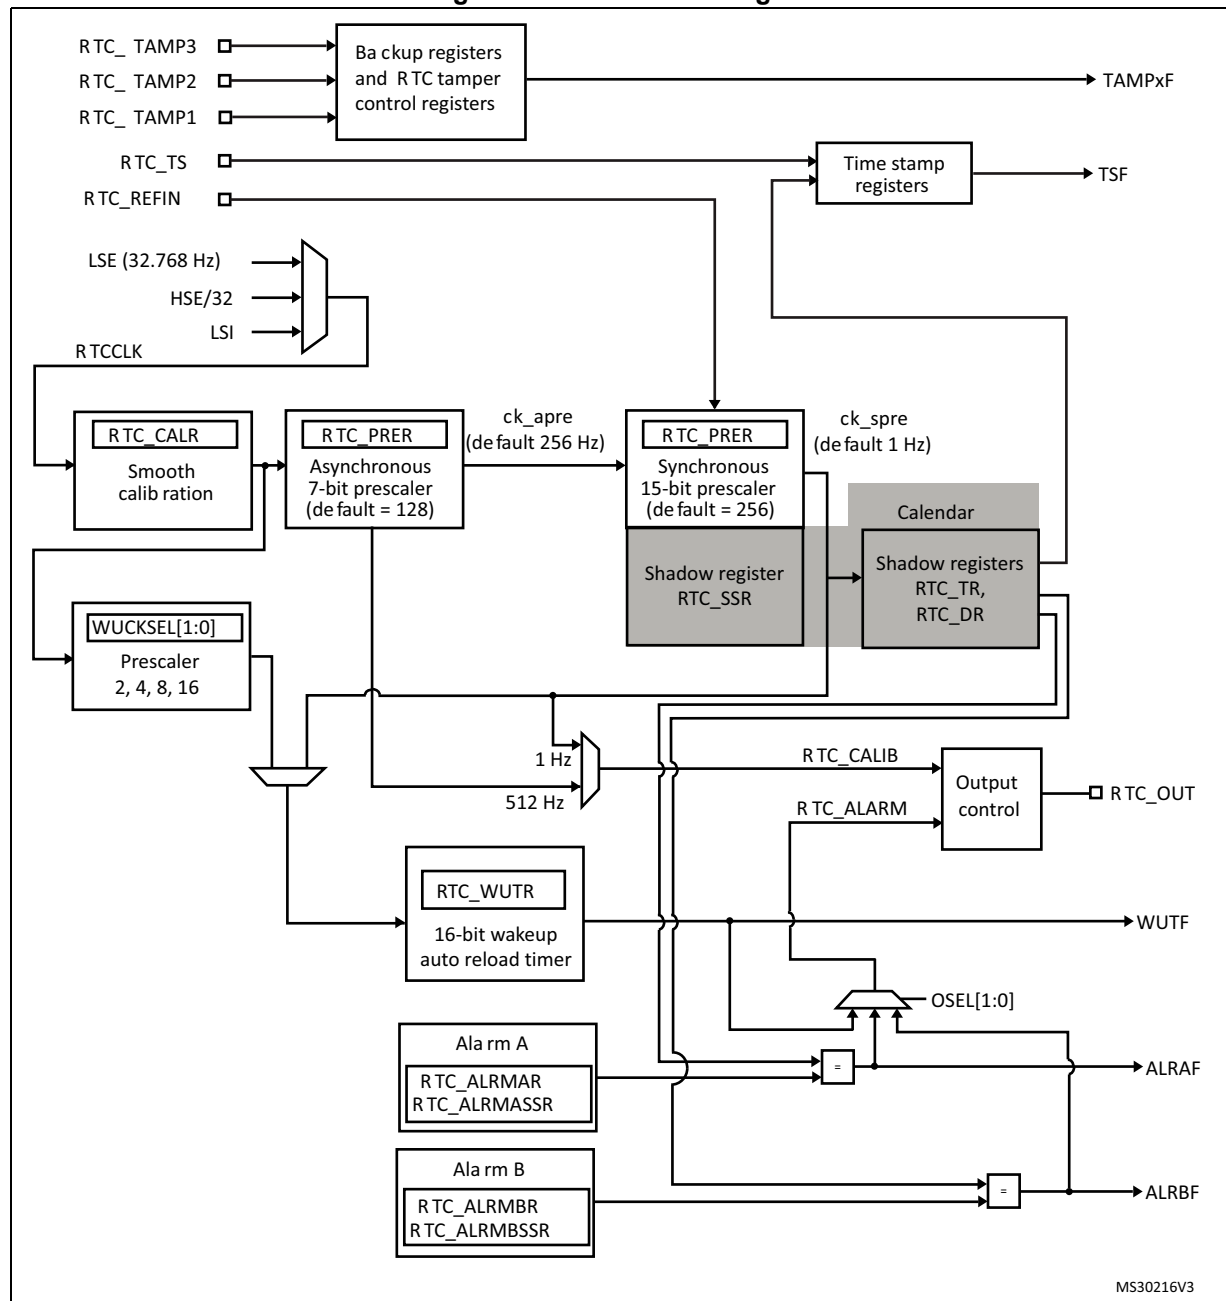 RTC_TAMP3
RTC_TAMP2
RTC_TAMP1
Backup registers
and RTC tamper
control registers
TAMPxF
RTC_TS
RTC_REFIN
Time stamp
registers
TSF
LSE (32.768 Hz)
HSE/32
LSI
RTCCLK
RTC_CALR
Smooth
calibration
RTC_PRER
Asynchronous
7-bit prescaler
(default = 128)
ck_apre
(default 256 Hz)
RTC_PRER
Synchronous
15-bit prescaler
(default = 256)
ck_spre
(default 1 Hz)
Calendar
Shadow register
RTC_SSR
Shadow registers
RTC_TR,
RTC_DR
WUCKSEL[1:0]
Prescaler
2, 4, 8, 16
1 Hz
512 Hz
RTC_CALIB
RTC_ALARM
Output
control
RTC_OUT
RTC_WUTR
16-bit wakeup
auto reload timer
WUTF
OSEL[1:0]
Alarm A
RTC_ALRMAR
RTC_ALRMASSR
=
ALRAF
Alarm B
RTC_ALRMBR
RTC_ALRMBSSR
=
ALRBF
MS30216V3